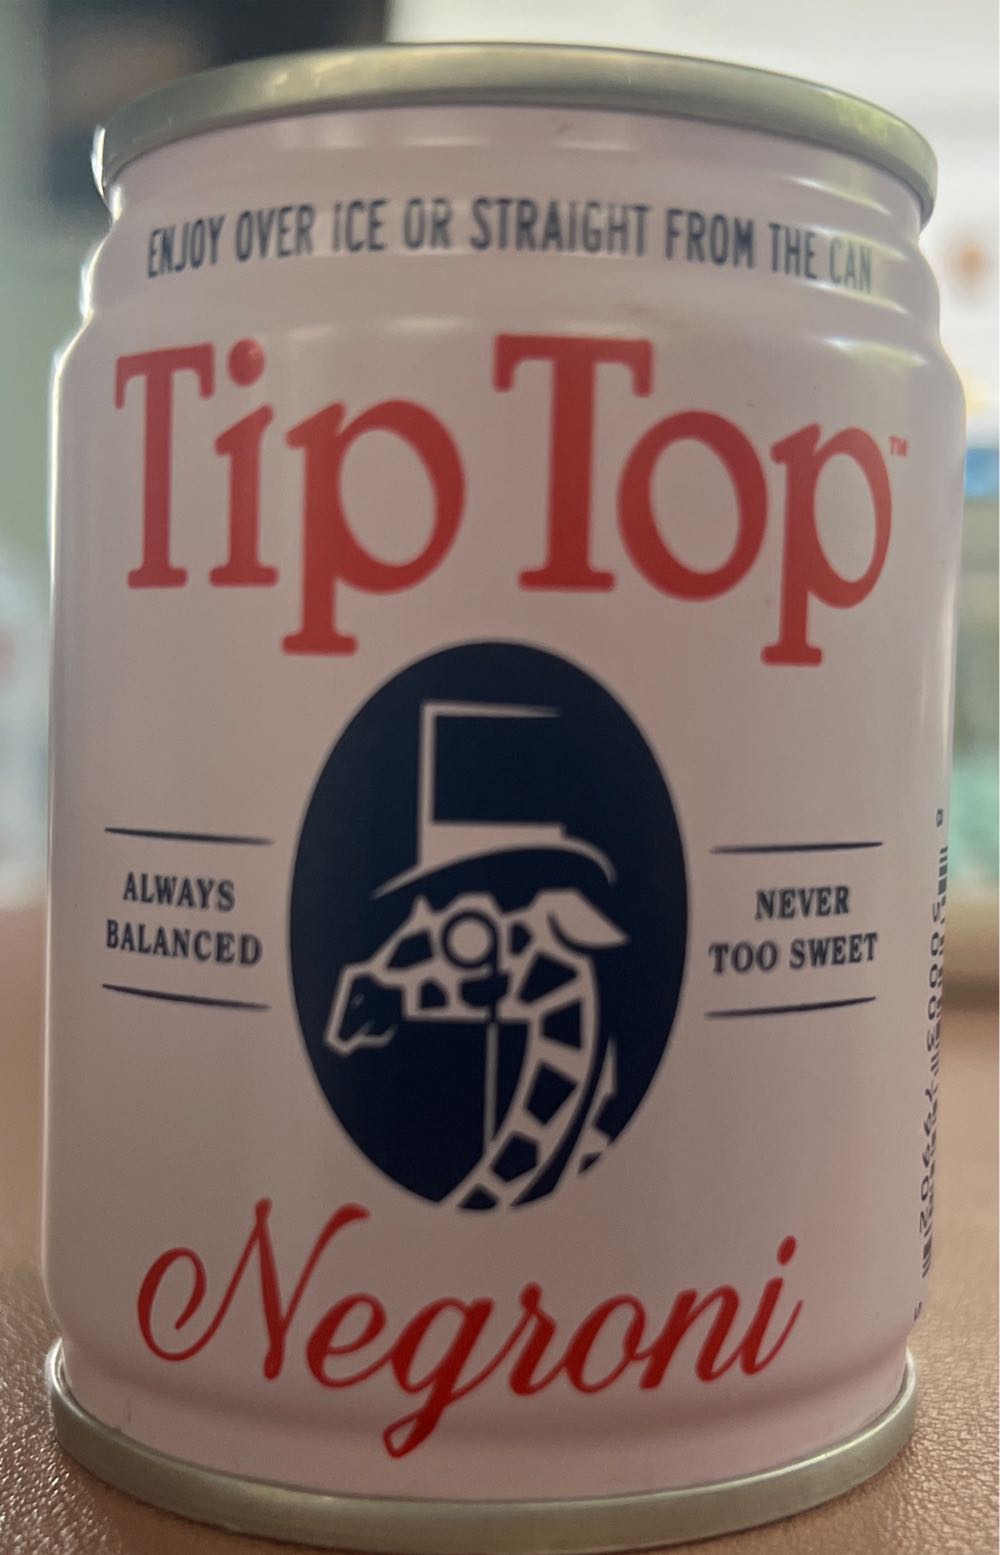 ENJOY OVER ICE OR STRAIGHT FROM THE CAN
Tip Top™
ALWAYS
BALANCED
NEVER
TOO SWEET
Negroni